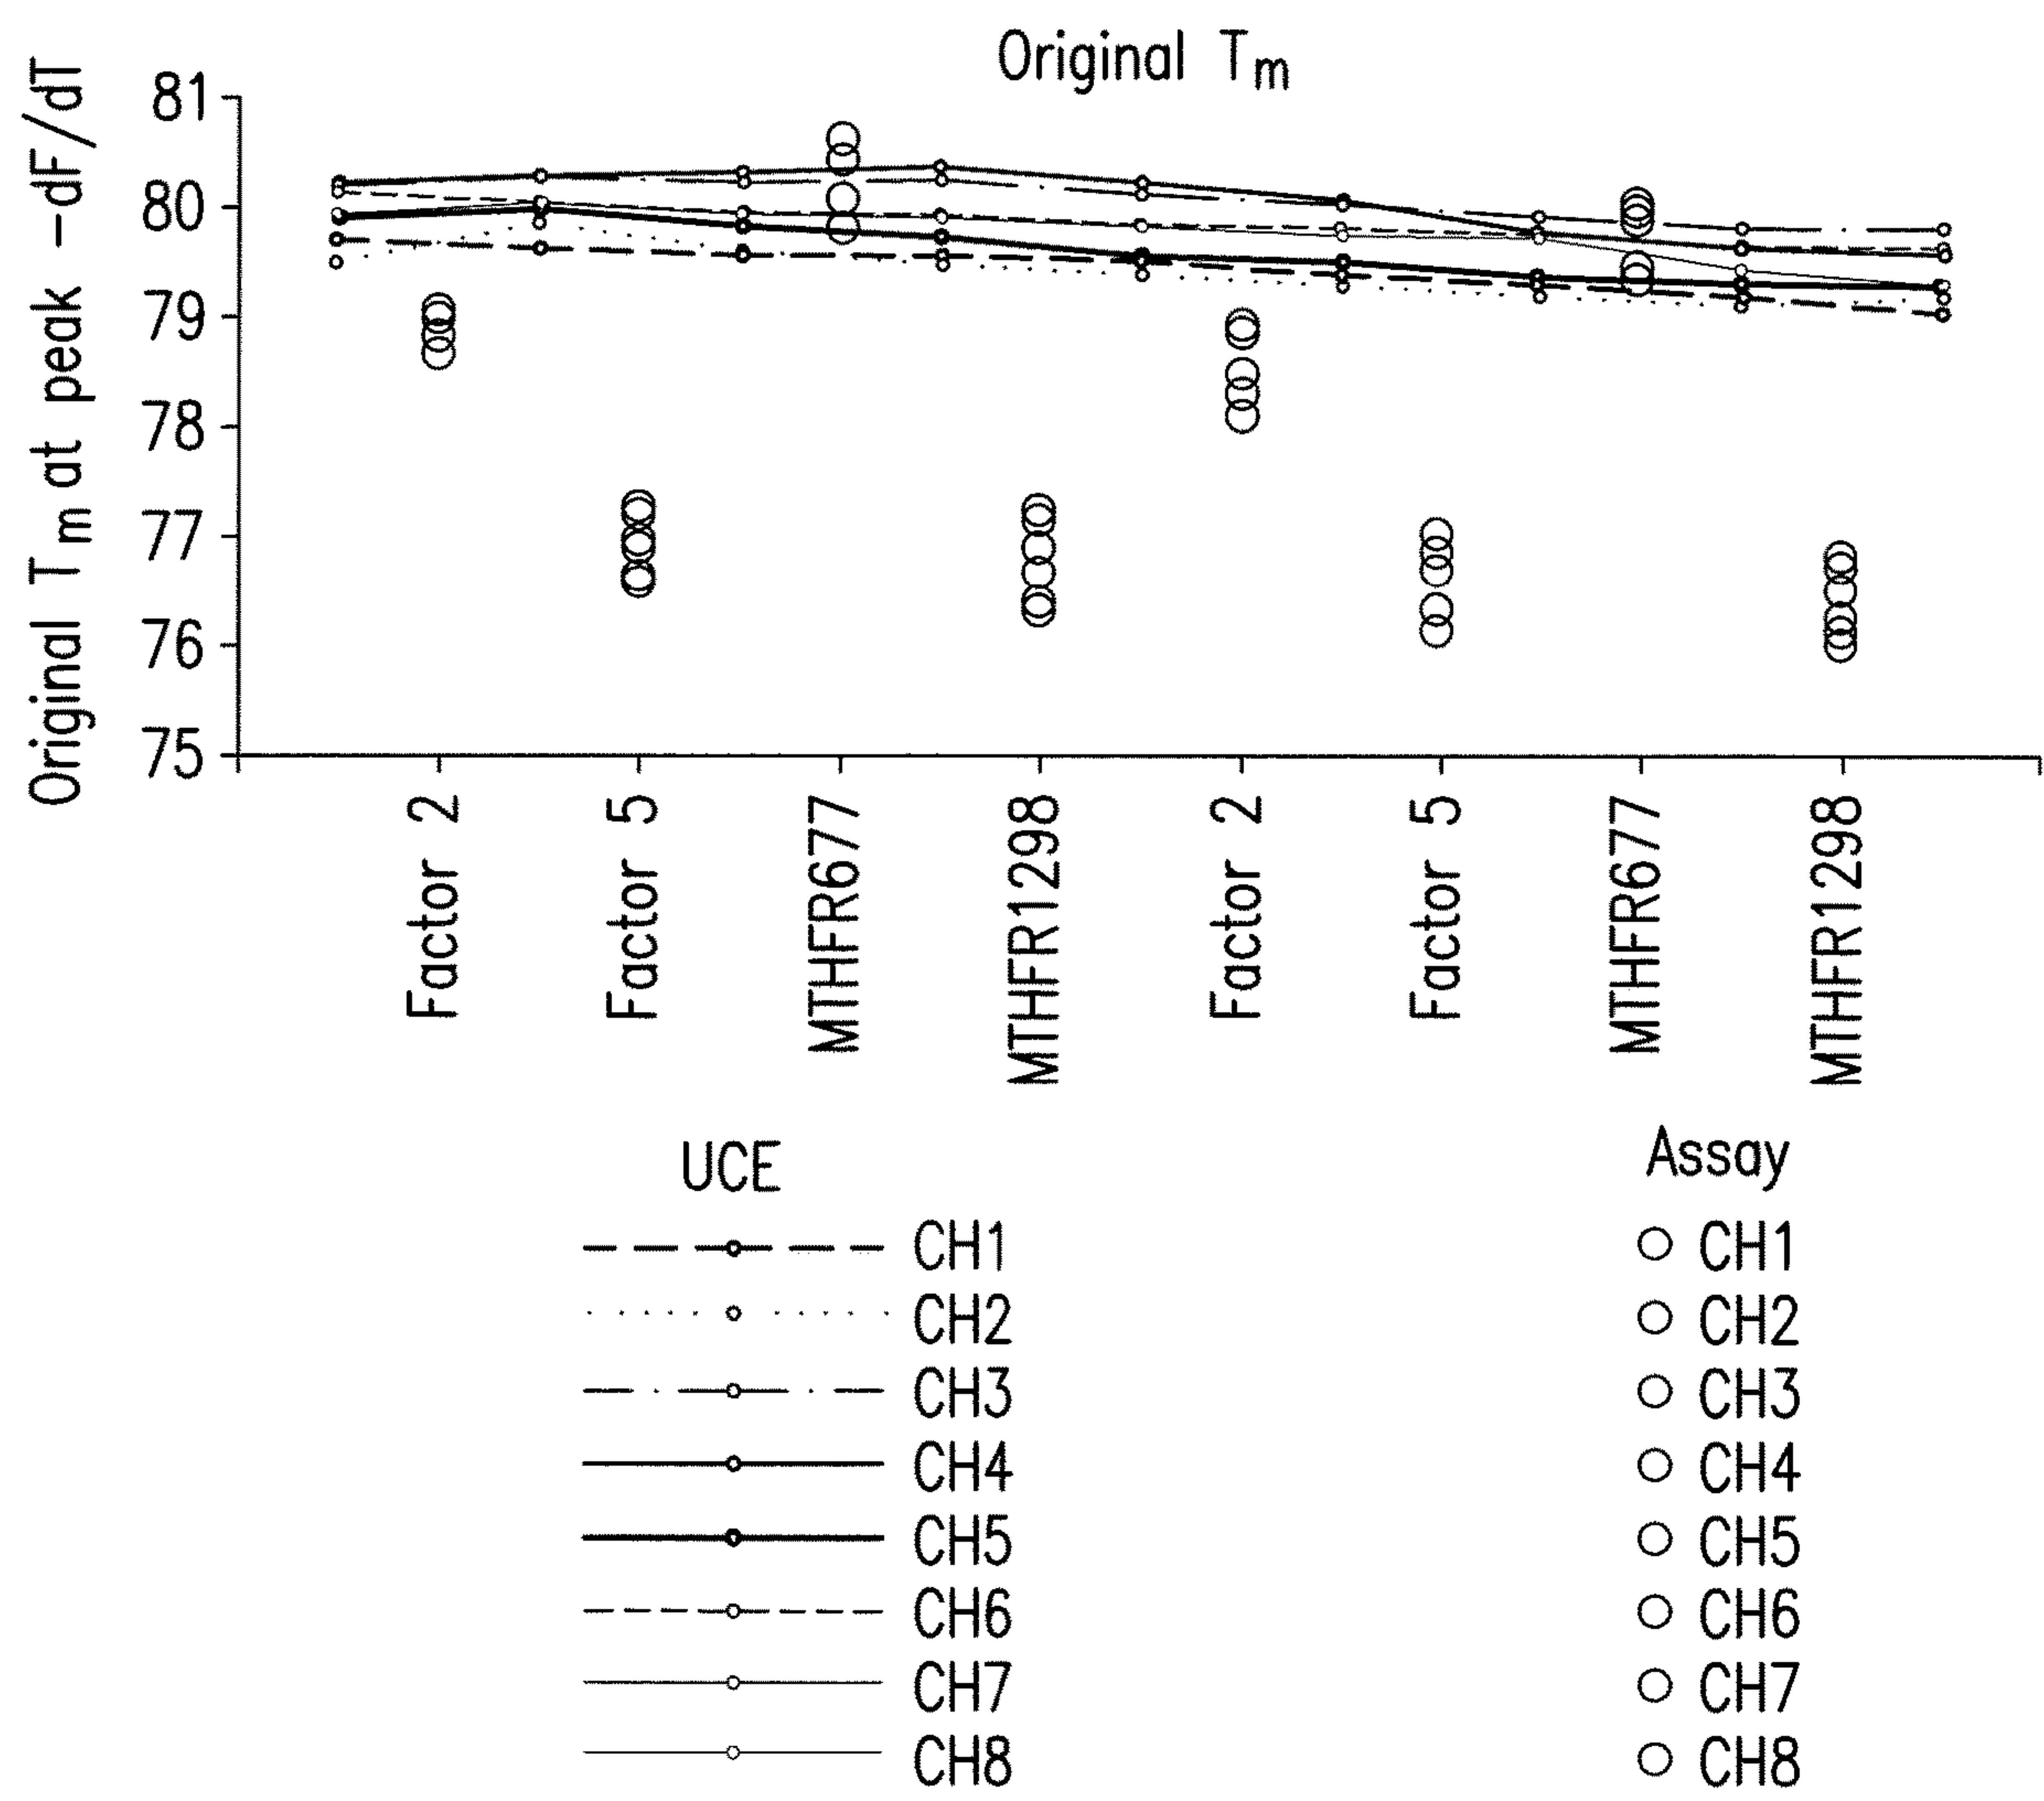 Original Tm
Original Tm at peak -dF/dT
81
80
79
78
77
76
75
Factor 2
Factor 5
MTHFR677
MTHFR1298
Factor 2
Factor 5
MTHFR677
MTHFR1298
UCE
CH1
CH2
CH3
CH4
CH5
CH6
CH7
CH8
Assay
CH1
CH2
CH3
CH4
CH5
CH6
CH7
CH8